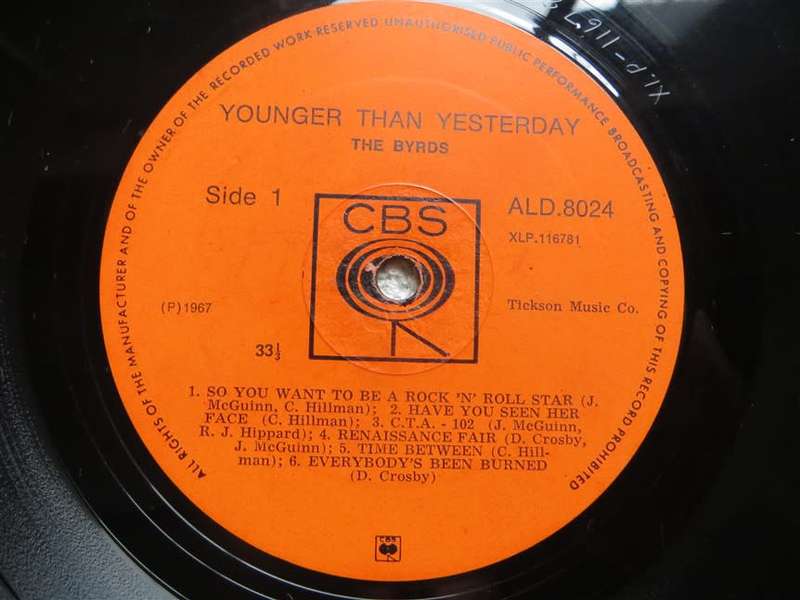 ALL RIGHTS OF THE MANUFACTURER AND OF THE OWNER OF THE RECORDED WORK RESERVED UNAUTHORISED PUBLIC PERFORMANCE BROADCASTING AND COPYING OF THIS RECORD PROHIBITED
YOUNGER THAN YESTERDAY
THE BYRDS
Side 1
CBS
ALD.8024
XLP.116781
(P)1967
Tickson Music Co.
33⅓
1. SO YOU WANT TO BE A ROCK 'N' ROLL STAR (J.
McGuinn, C. Hillman); 2. HAVE YOU SEEN HER
FACE (C. Hillman); 3. C.T.A. - 102 (J. McGuinn,
R. J. Hippard); 4. RENAISSANCE FAIR (D. Crosby,
J. McGuinn); 5. TIME BETWEEN (C. Hill-
man); 6. EVERYBODY'S BEEN BURNED
(D. Crosby)
CBS